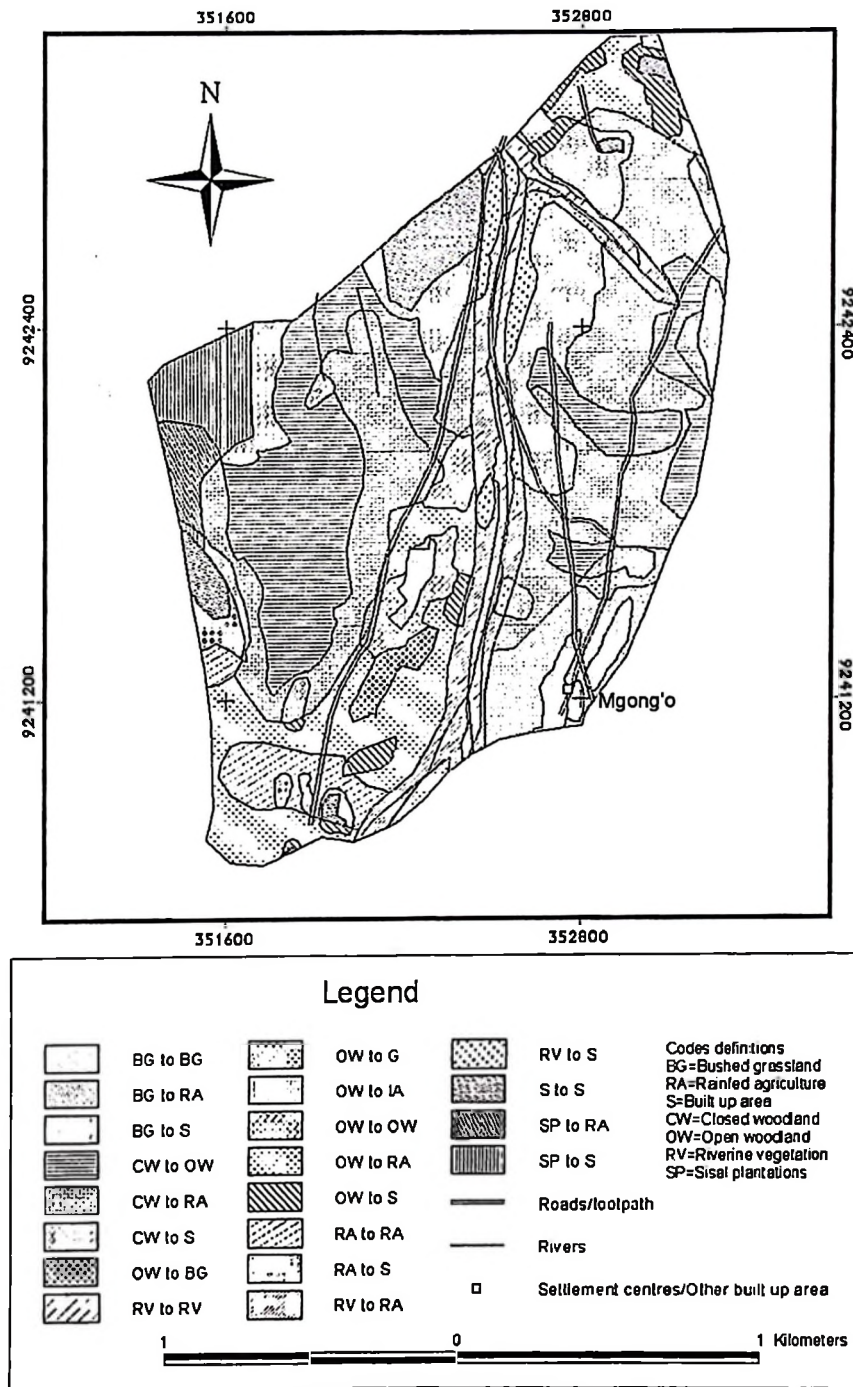 351600 352800
N
9242400 9242400
9241200 9241200
Mgong'o
351600 352800
Legend
BG to BG
BG to RA
BG to S
CW to OW
CW to RA
CW to S
OW to BG
RV to RV
OW to G
OW to IA
OW to OW
OW to RA
OW to S
RA to RA
RA to S
RV to RA
RV to S
S to S
SP to RA
SP to S
Roads/footpath
Rivers
Settlement centres/Other built up area
Codes definitions
BG=Bushed grassland
RA=Rainfed agriculture
S=Built up area
CW=Closed woodland
OW=Open woodland
RV=Riverine vegetation
SP=Sisal plantations
1 0 1 Kilometers